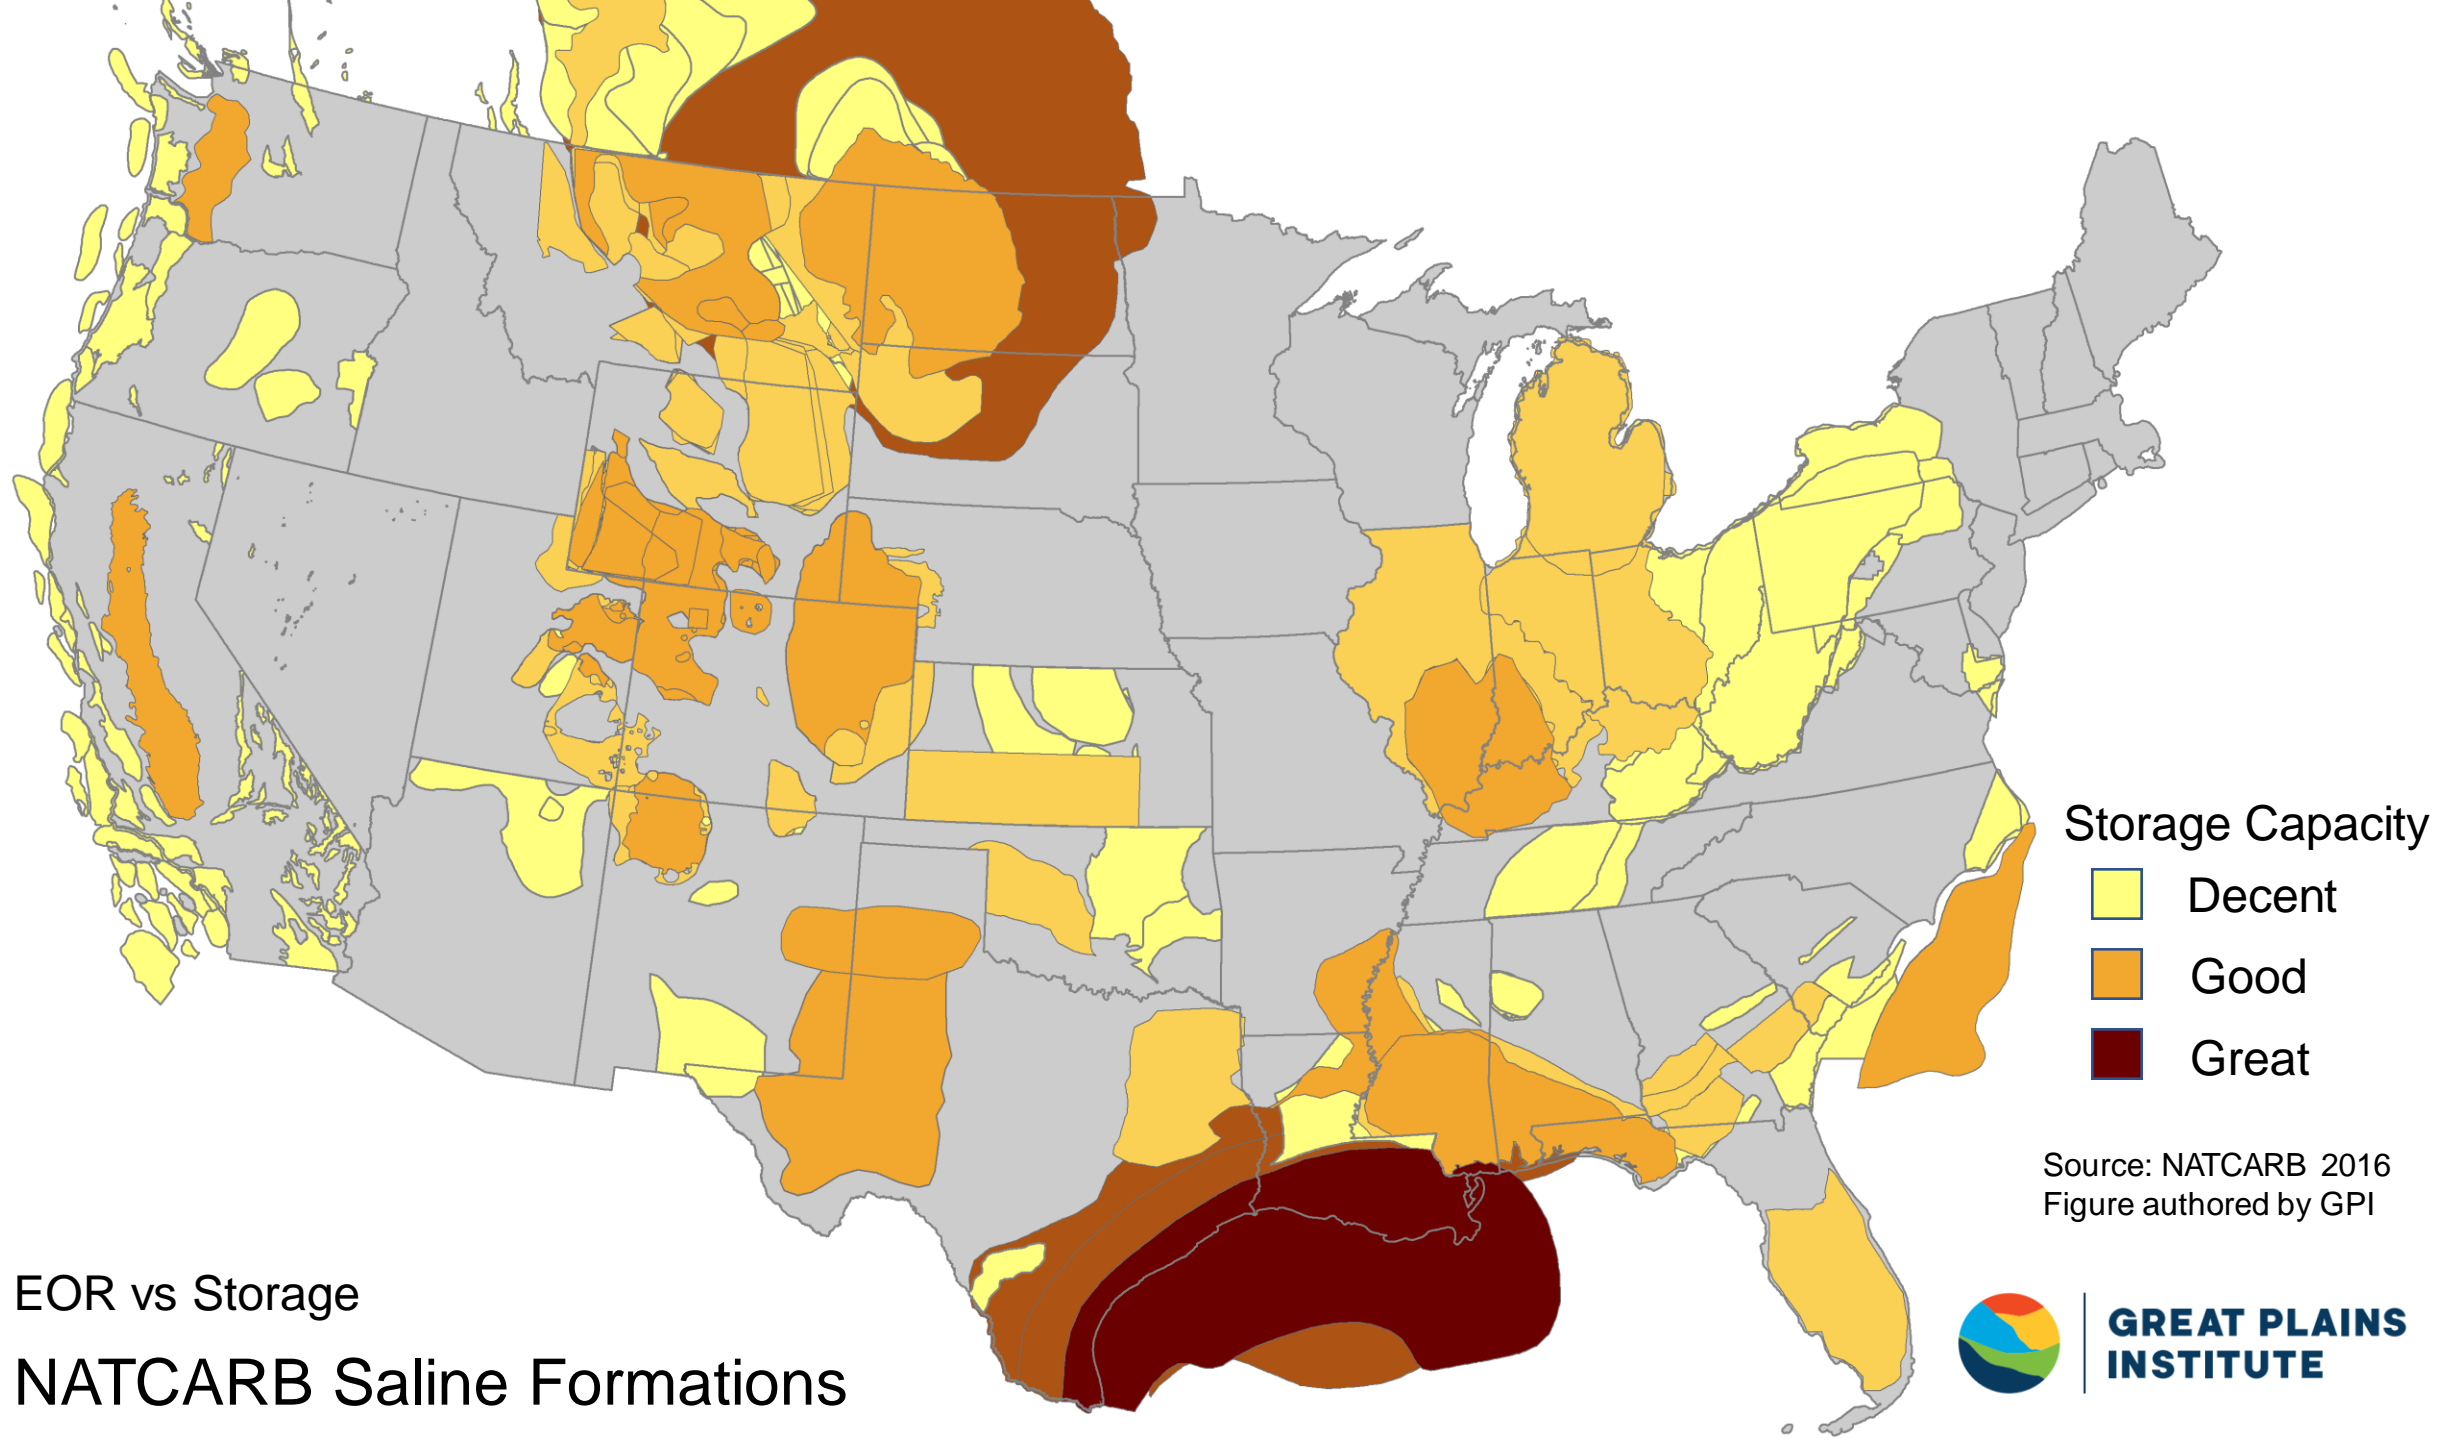 Storage Capacity
Decent
Good
Great
Source: NATCARB 2016
Figure authored by GPI
EOR vs Storage
NATCARB Saline Formations
GREAT PLAINS
INSTITUTE